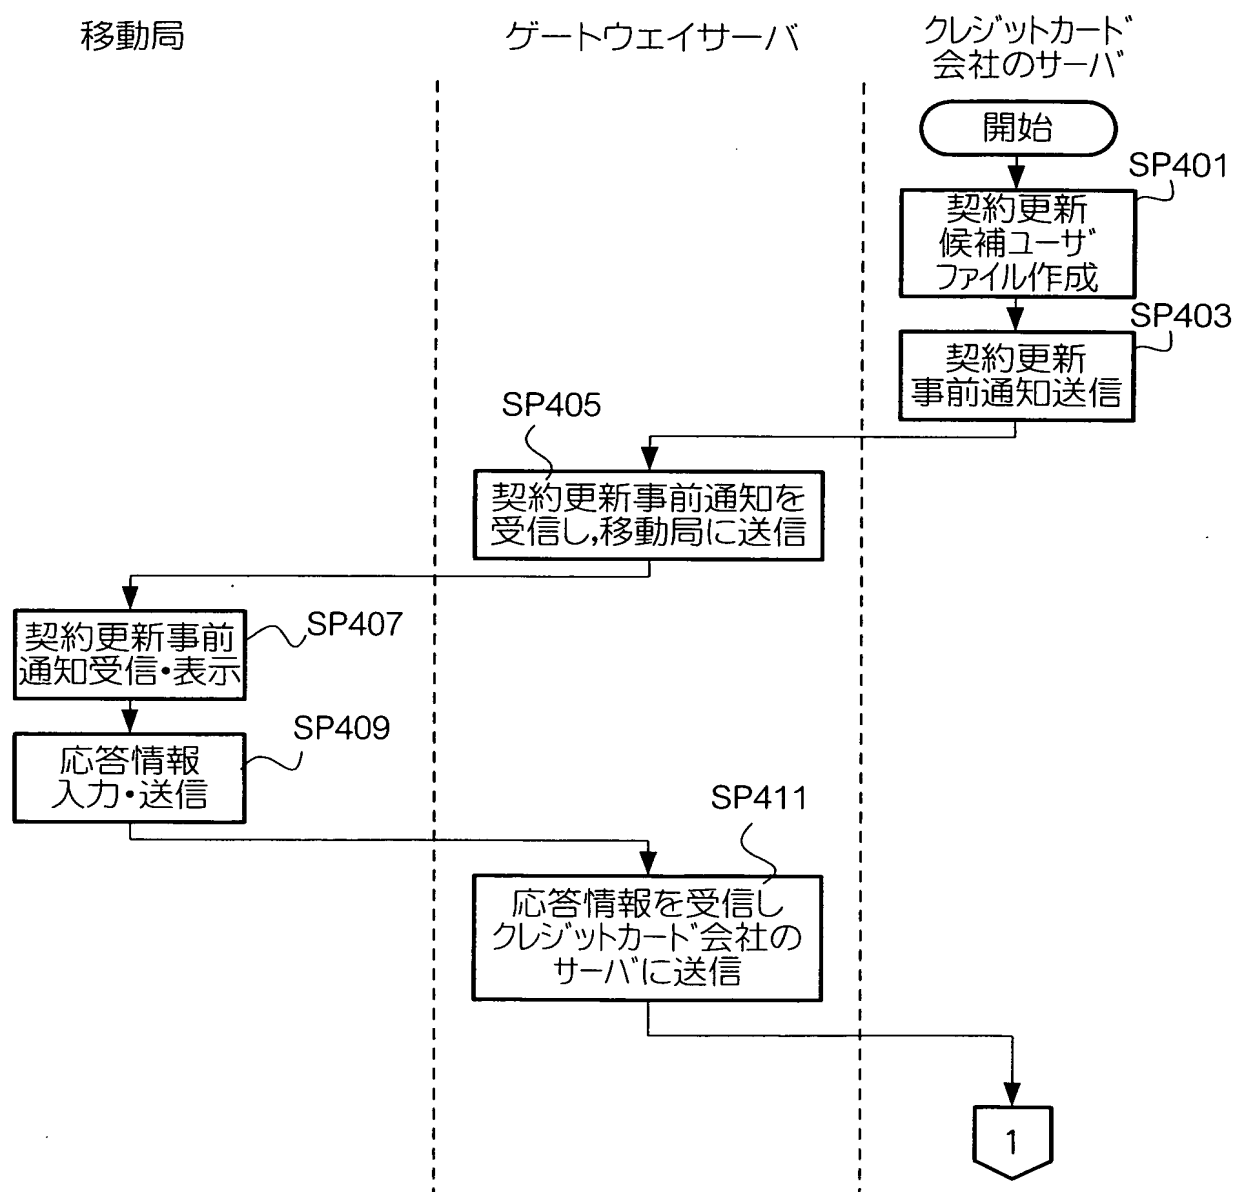 移動局
ゲートウェイサーバ
クレジットカード
会社のサーバ
開始
SP401
契約更新
候補ユーザ
ファイル作成
SP403
契約更新
事前通知送信
SP405
契約更新事前通知を
受信し,移動局に送信
SP407
契約更新事前
通知受信・表示
SP409
応答情報
入力・送信
SP411
応答情報を受信し
クレジットカード会社の
サーバに送信
1